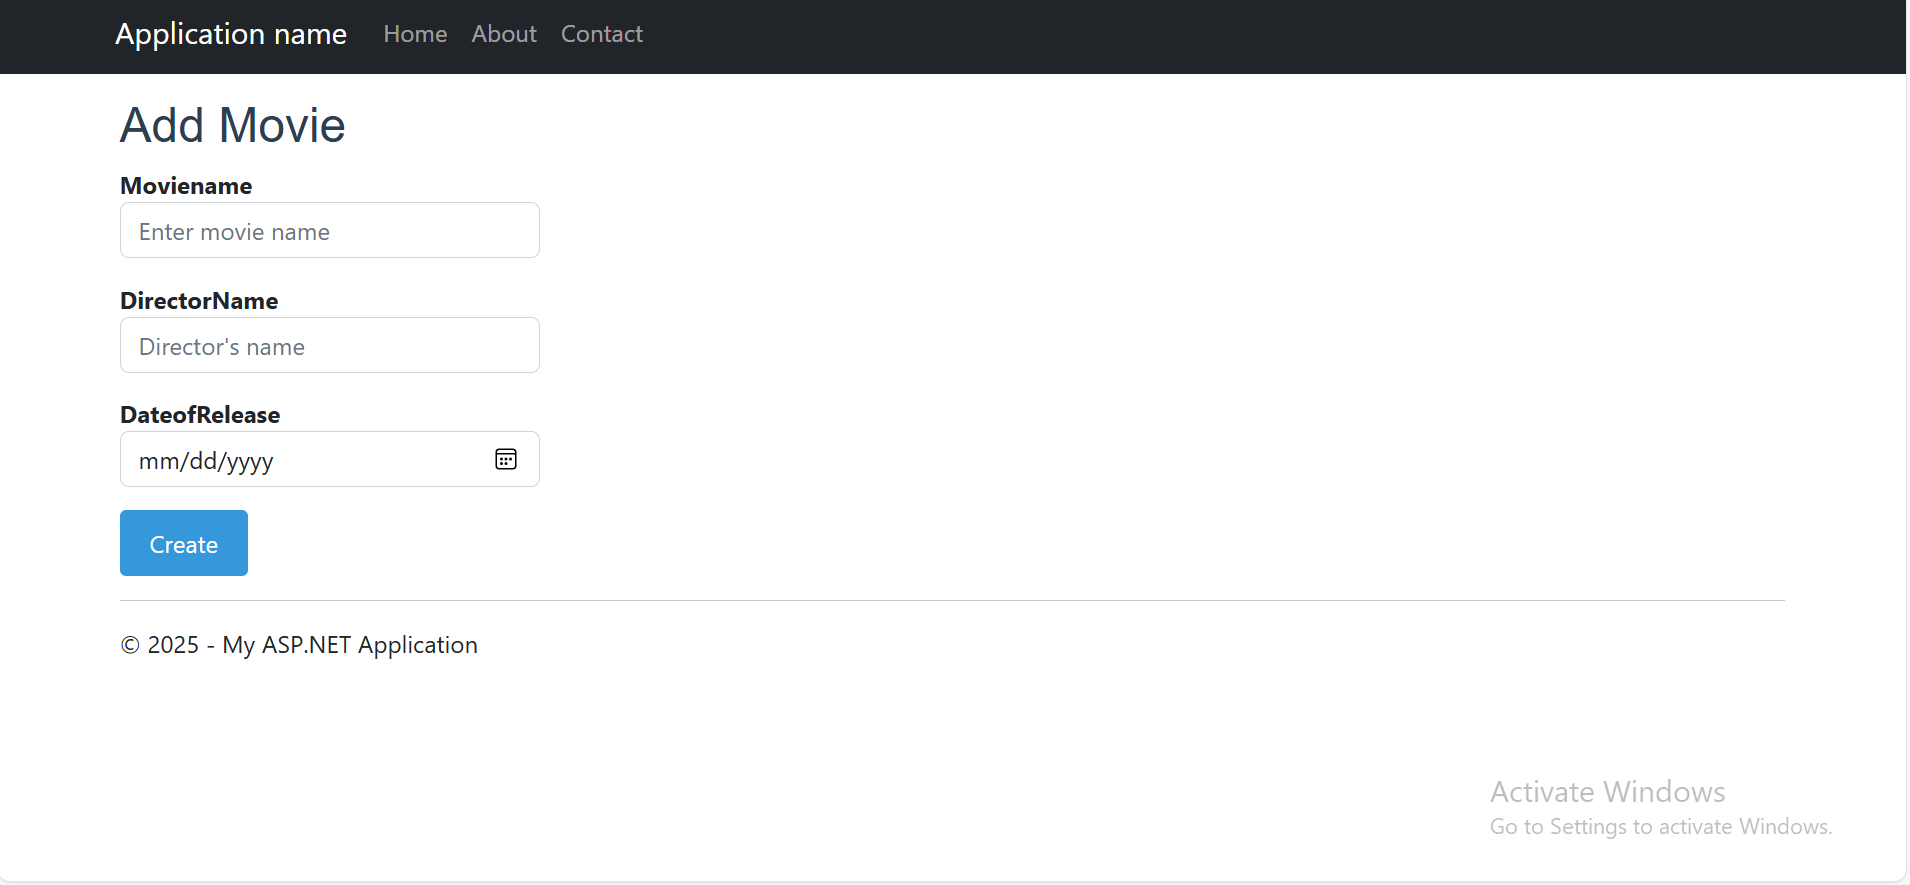 Application name Home About Contact
Add Movie
Moviename
Enter movie name
DirectorName
Director's name
DateofRelease
mm/dd/yyyy
Create
© 2025 - My ASP.NET Application
Activate Windows
Go to Settings to activate Windows.